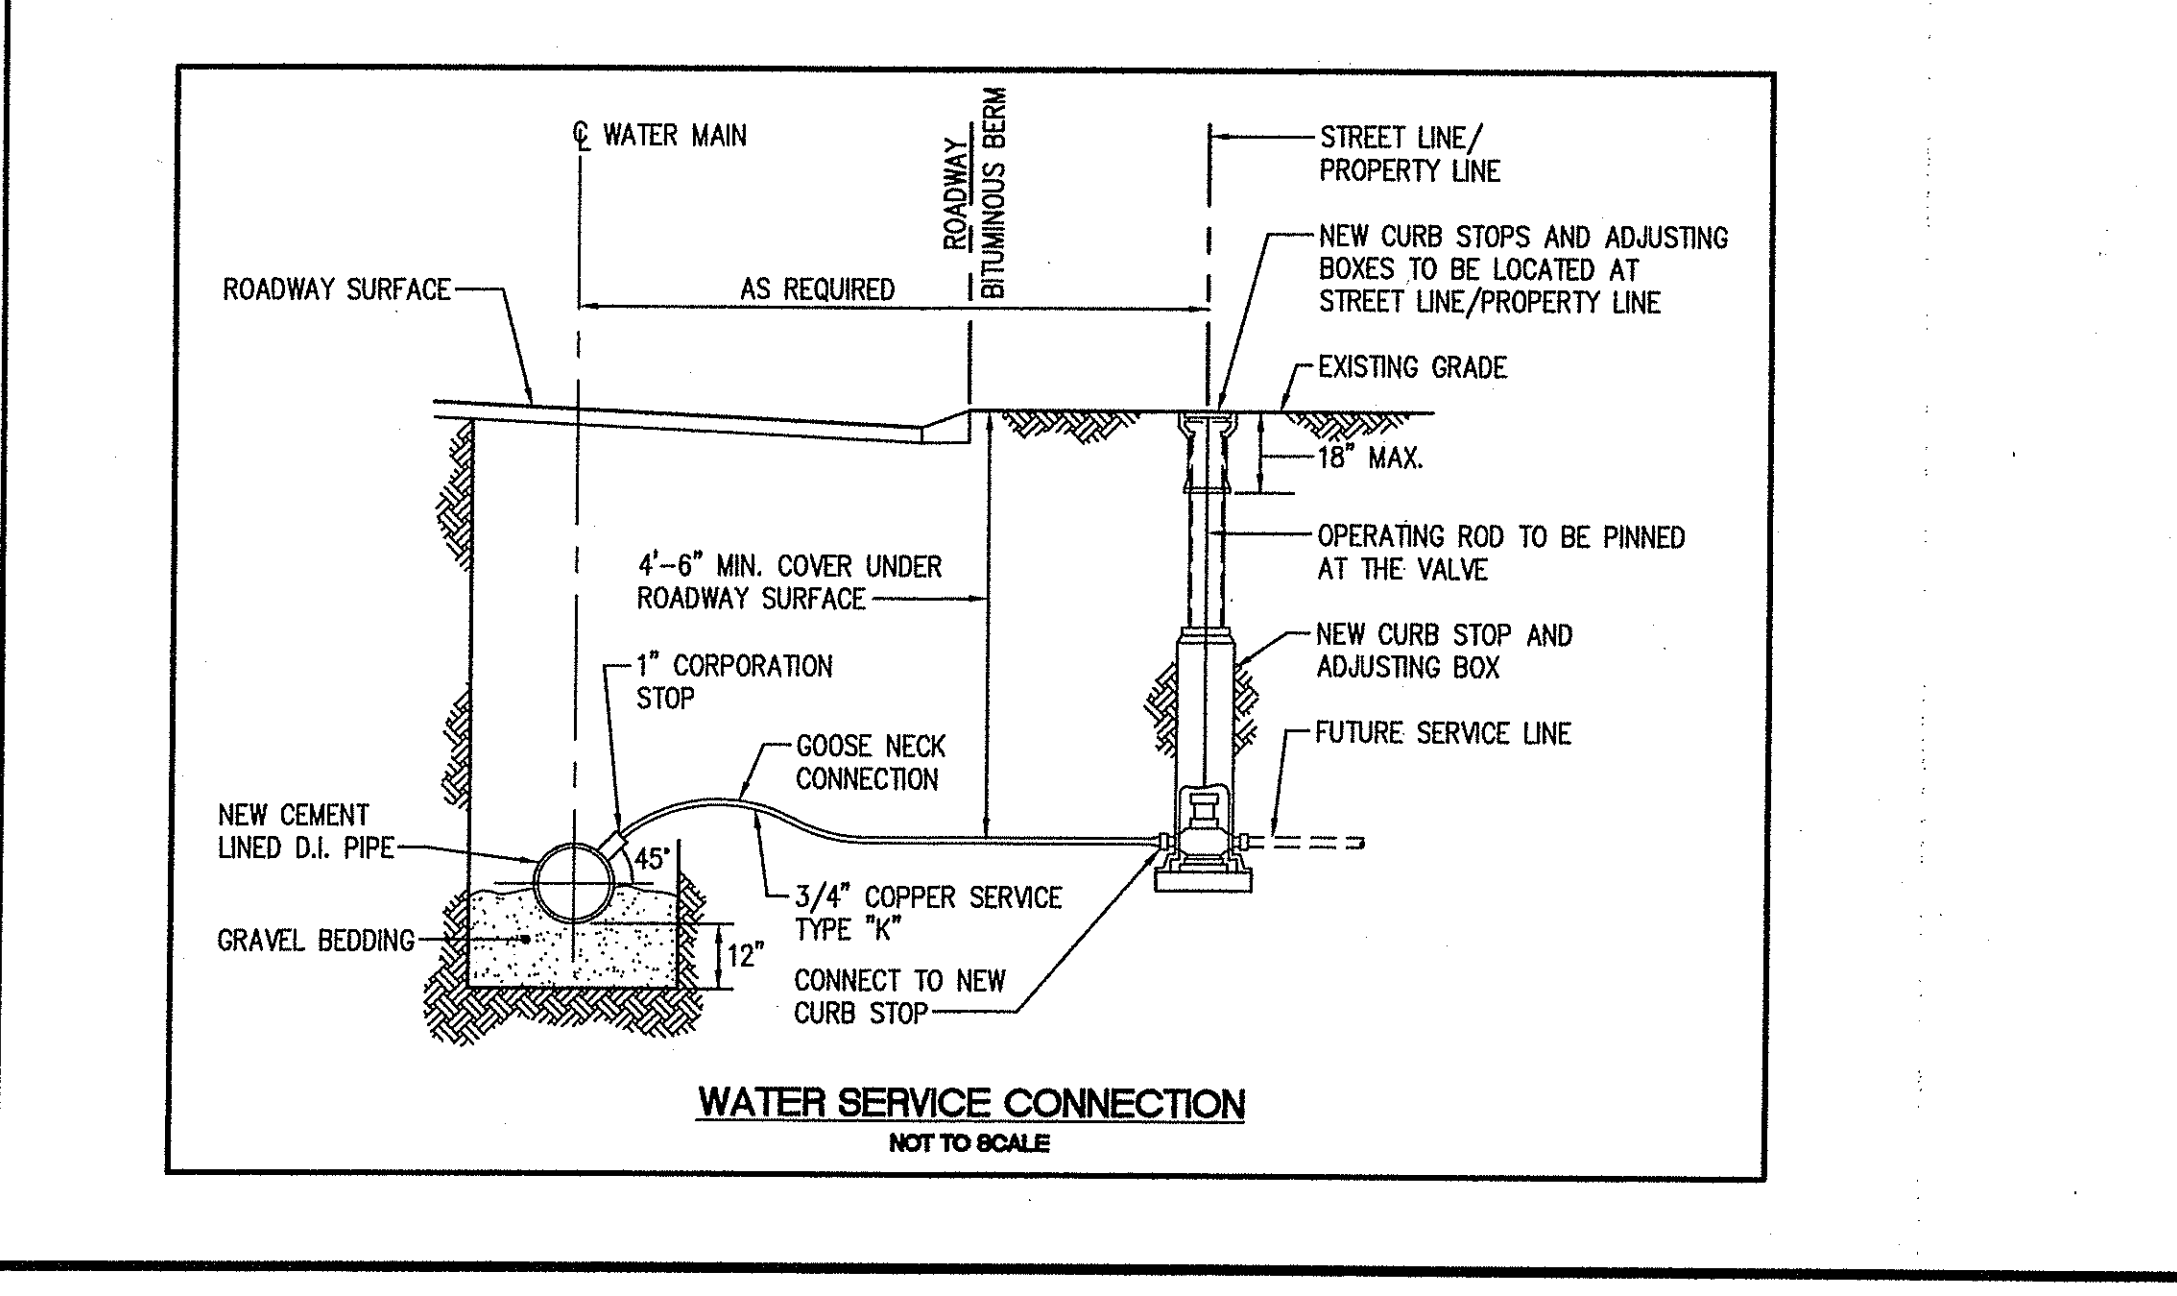 ℄ WATER MAIN
ROADWAY
BITUMINOUS BERM
STREET LINE/
PROPERTY LINE
NEW CURB STOPS AND ADJUSTING
BOXES TO BE LOCATED AT
STREET LINE/PROPERTY LINE
ROADWAY SURFACE
AS REQUIRED
EXISTING GRADE
18" MAX.
OPERATING ROD TO BE PINNED
AT THE VALVE
4'-6" MIN. COVER UNDER
ROADWAY SURFACE
NEW CURB STOP AND
ADJUSTING BOX
1" CORPORATION
STOP
FUTURE SERVICE LINE
GOOSE NECK
CONNECTION
NEW CEMENT
LINED D.I. PIPE
45°
3/4" COPPER SERVICE
TYPE "K"
GRAVEL BEDDING
12"
CONNECT TO NEW
CURB STOP
WATER SERVICE CONNECTION
NOT TO SCALE